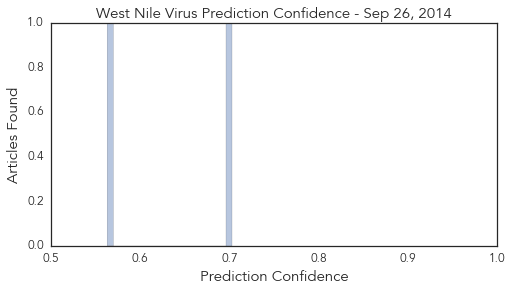 West Nile Virus Prediction Confidence - Sep 26, 2014
1.0
0.8
0.6
0.4
0.2
0.0
Articles Found
0.5 0.6 0.7 0.8 0.9 1.0
Prediction Confidence